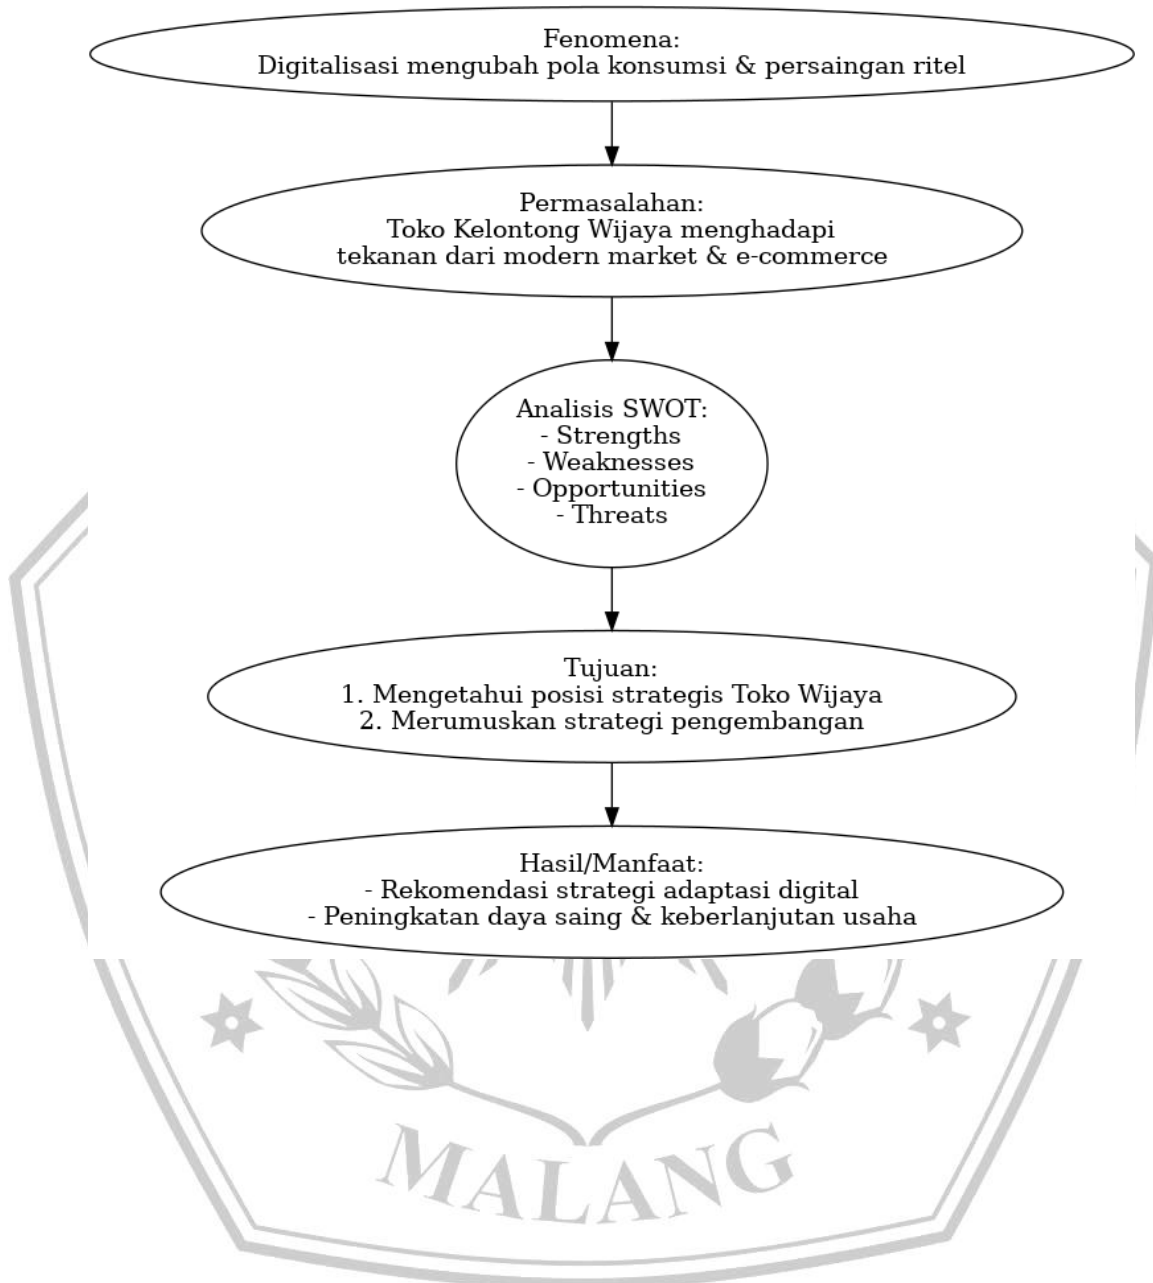 Fenomena:
Digitalisasi mengubah pola konsumsi & persaingan ritel
Permasalahan:
Toko Kelontong Wijaya menghadapi
tekanan dari modern market & e-commerce
Analisis SWOT:
- Strengths
- Weaknesses
- Opportunities
- Threats
Tujuan:
1. Mengetahui posisi strategis Toko Wijaya
2. Merumuskan strategi pengembangan
Hasil/Manfaat:
- Rekomendasi strategi adaptasi digital
- Peningkatan daya saing & keberlanjutan usaha
MALANG